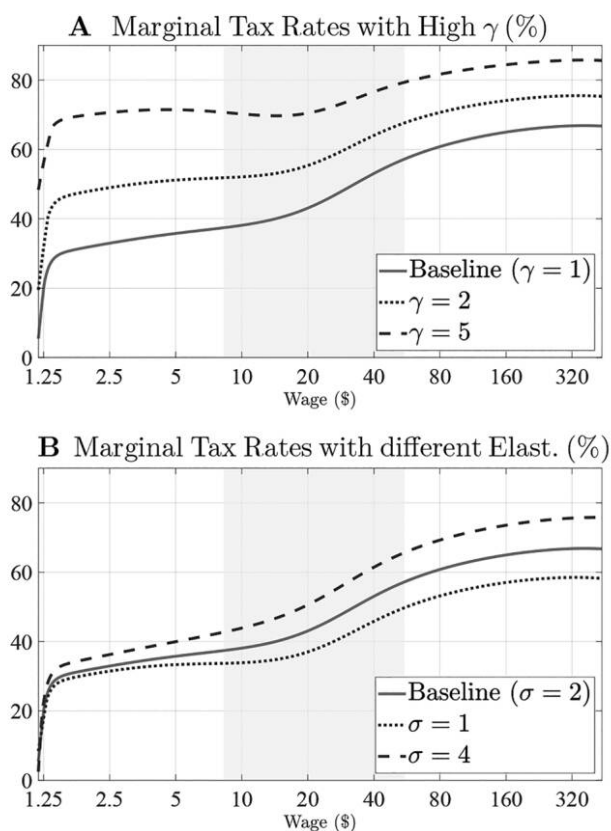 A Marginal Tax Rates with High γ (%)
80
60
40
20
0
Baseline (γ = 1)
γ = 2
γ = 5
1.25 2.5 5 10 20 40 80 160 320
Wage ($)
B Marginal Tax Rates with different Elast. (%)
80
60
40
20
0
Baseline (σ = 2)
σ = 1
σ = 4
1.25 2.5 5 10 20 40 80 160 320
Wage ($)